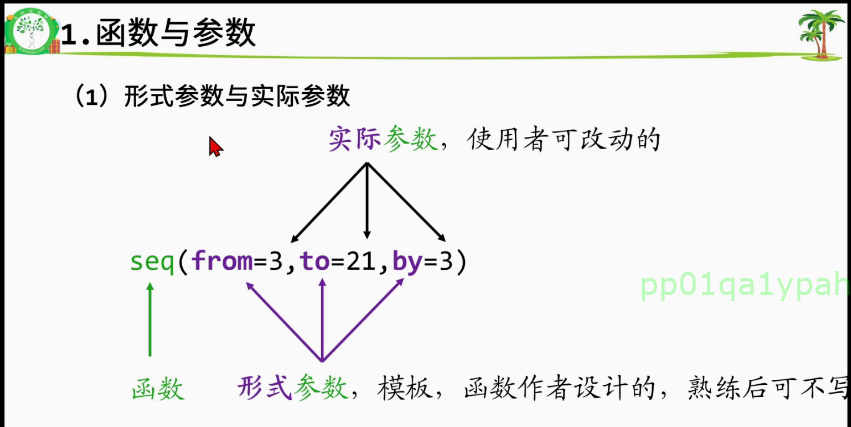 1.函数与参数
（1）形式参数与实际参数
实际参数，使用者可改动的
seq(from=3,to=21,by=3)
pp01qa1ypah
函数
形式参数，模板，函数作者设计的，熟练后可不写